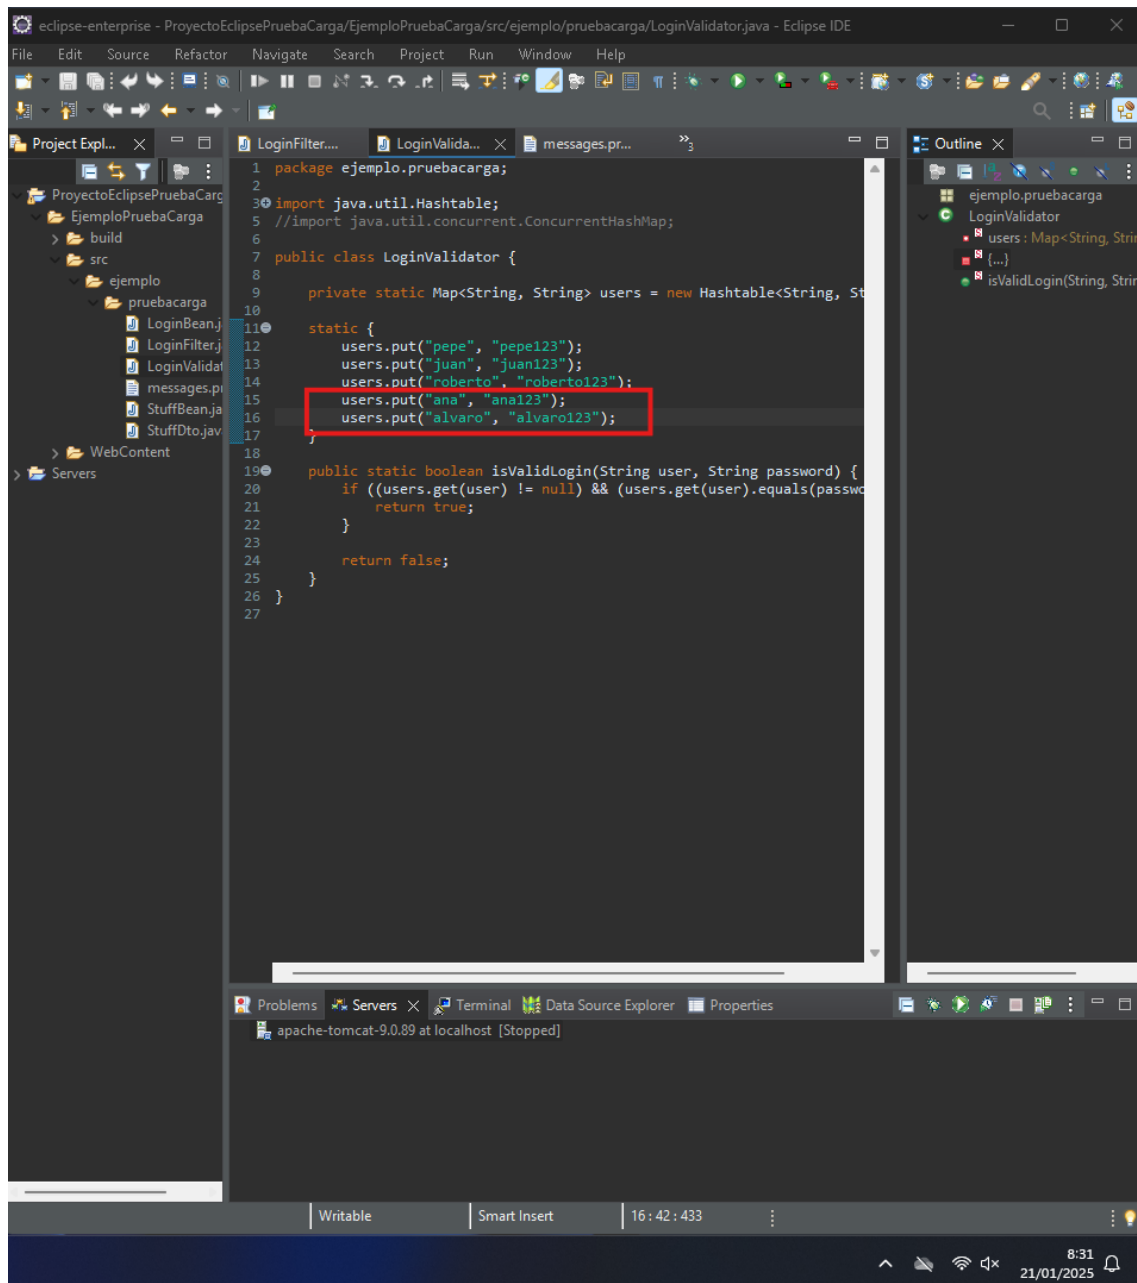 eclipse-enterprise - ProyectoEclipsePruebaCarga/EjemploPruebaCarga/src/ejemplo/pruebacarga/LoginValidator.java - Eclipse IDE
File Edit Source Refactor Navigate Search Project Run Window Help
Project Expl...
ProyectoEclipsePruebaCarg
EjemploPruebaCarga
build
src
ejemplo
pruebacarga
LoginBean.j
LoginFilter.j
LoginValidat
messages.pr
StuffBean.ja
StuffDto.jav
WebContent
Servers
LoginFilter.... LoginValida... messages.pr... »3
1 package ejemplo.pruebacarga;
2
3 import java.util.Hashtable;
5 //import java.util.concurrent.ConcurrentHashMap;
6
7 public class LoginValidator {
8
9 private static Map<String, String> users = new Hashtable<String, St
10
11 static {
12 users.put("pepe", "pepe123");
13 users.put("juan", "juan123");
14 users.put("roberto", "roberto123");
15 users.put("ana", "ana123");
16 users.put("alvaro", "alvaro123");
17 }
18
19 public static boolean isValidLogin(String user, String password) {
20 if ((users.get(user) != null) && (users.get(user).equals(passwo
21 return true;
22 }
23
24 return false;
25 }
26 }
27
Outline
ejemplo.pruebacarga
LoginValidator
users : Map<String, Strin
{...}
isValidLogin(String, Strin
Problems Servers Terminal Data Source Explorer Properties
apache-tomcat-9.0.89 at localhost [Stopped]
Writable Smart Insert 16 : 42 : 433
8:31
21/01/2025